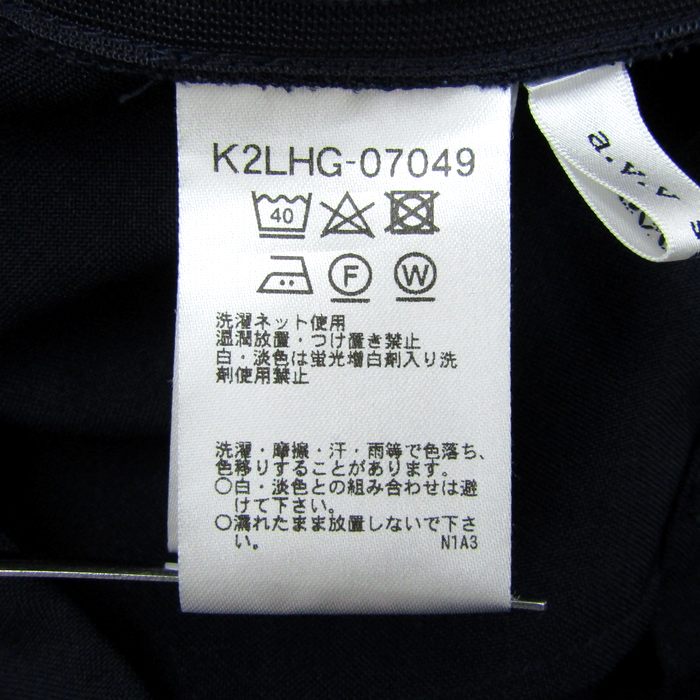 K2LHG-07049
40
F W
洗濯ネット使用
湿潤放置・つけ置き禁止
白・淡色は蛍光増白剤入り洗
剤使用禁止
洗濯・摩擦・汗・雨等で色落ち、
色移りすることがあります。
○白・淡色との組み合わせは避
けて下さい。
○濡れたまま放置しないで下さ
い。 N1A3